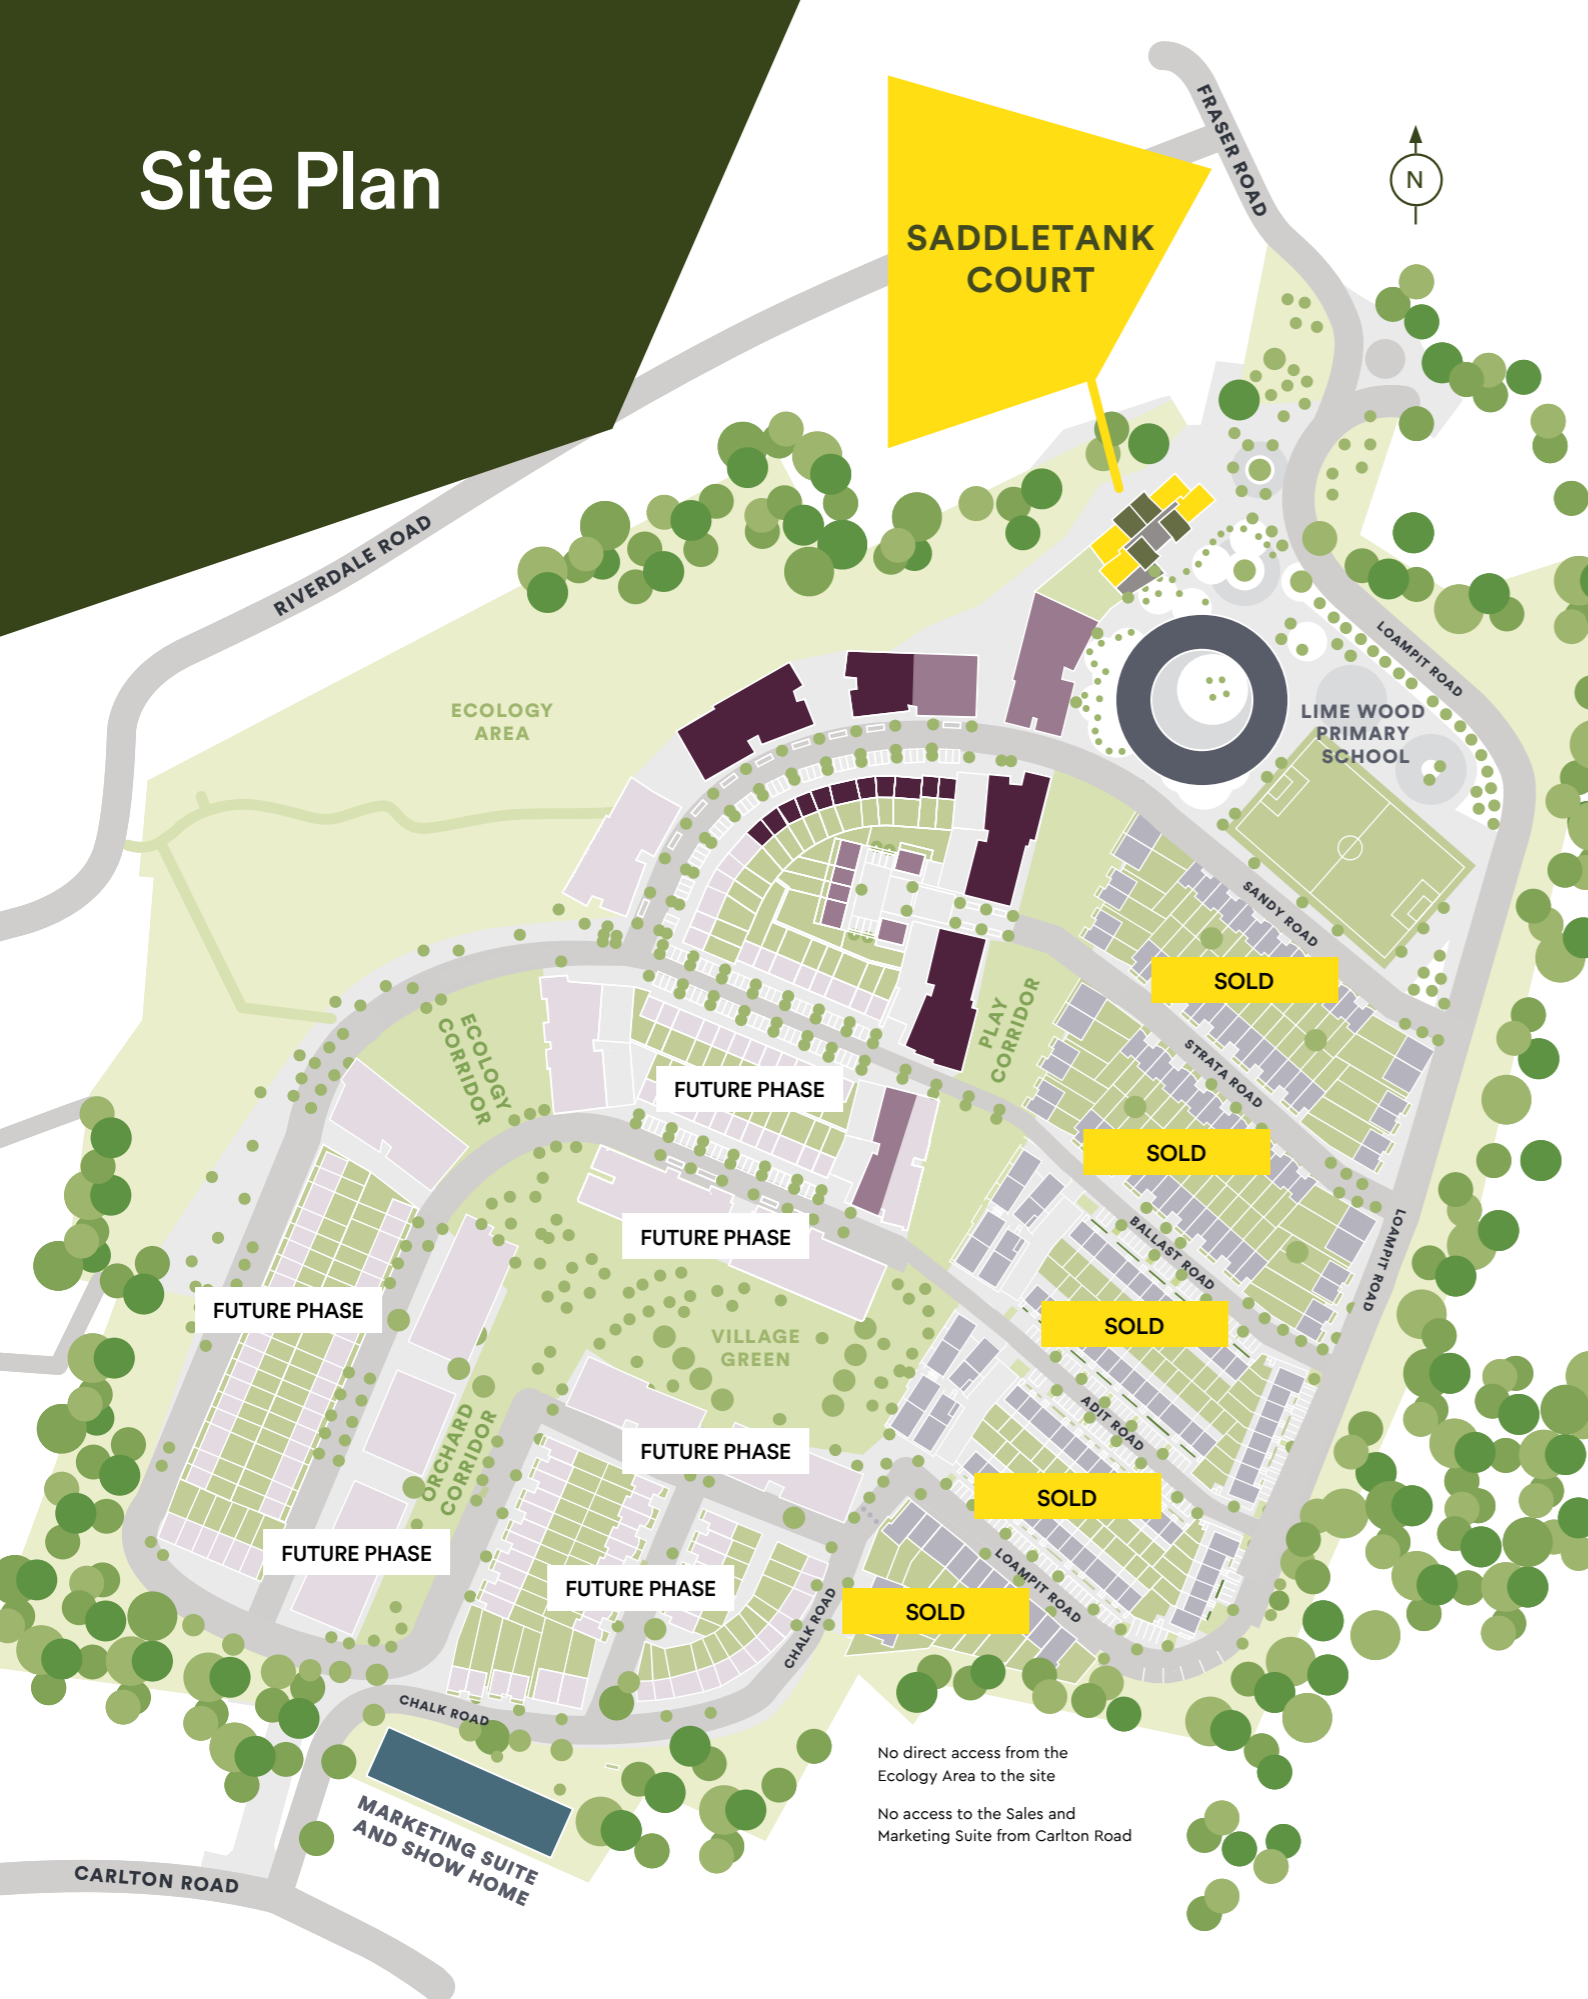 Site Plan
FRASER ROAD
N
SADDLETANK
COURT
RIVERDALE ROAD
LOAMPIT ROAD
ECOLOGY
AREA
LIME WOOD
PRIMARY
SCHOOL
SANDY ROAD
SOLD
PLAY
CORRIDOR
ECOLOGY
CORRIDOR
STRATA ROAD
FUTURE PHASE
SOLD
BALLAST ROAD
LOAMPIT ROAD
FUTURE PHASE
FUTURE PHASE
SOLD
VILLAGE
GREEN
ADIT ROAD
ORCHARD
CORRIDOR
FUTURE PHASE
SOLD
FUTURE PHASE
FUTURE PHASE
LOAMPIT ROAD
SOLD
CHALK ROAD
CHALK ROAD
No direct access from the
Ecology Area to the site
No access to the Sales and
Marketing Suite from Carlton Road
MARKETING SUITE
AND SHOW HOME
CARLTON ROAD